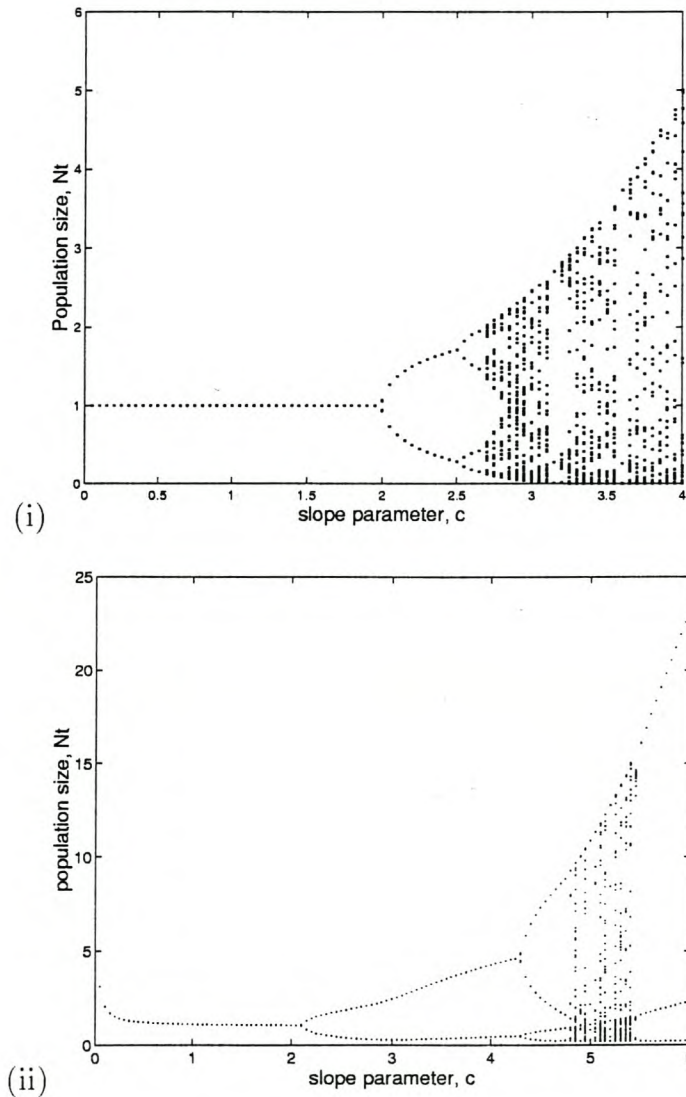 6
5
4
3
2
1
0
Population size, Nt
0 0.5 1 1.5 2 2.5 3 3.5 4
slope parameter, c
(i)
25
20
15
10
5
0
population size, Nt
0 1 2 3 4 5
slope parameter, c
(ii)